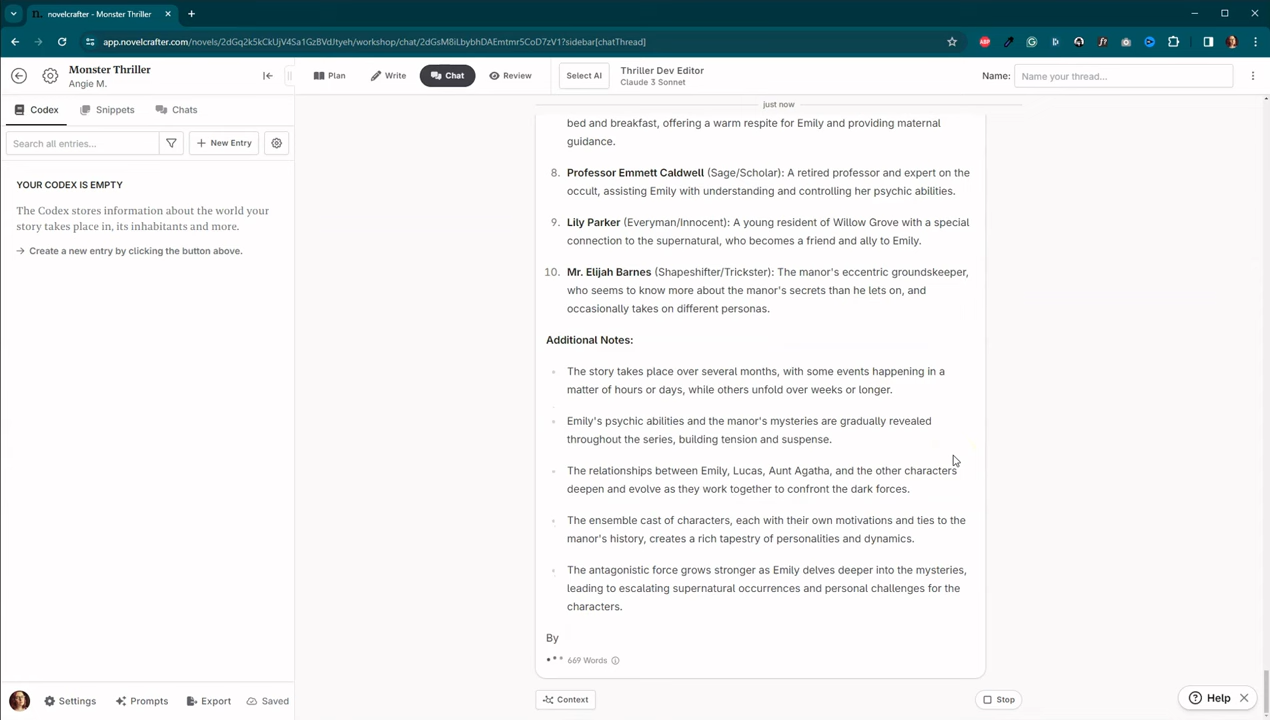 novelcrafter - Monster Thriller
app.novelcrafter.com/novels/2dGq2k5kCkUjV4Sa1GzBVdJtyeh/workshop/chat/2dGsM8iLbybhDAEmtmr5CoD7zV1?sidebar[chatThread]
Monster Thriller
Angie M.
Plan
Write
Chat
Review
Select AI
Thriller Dev Editor
Claude 3 Sonnet
Name:
Name your thread...
Codex
Snippets
Chats
Search all entries...
New Entry
YOUR CODEX IS EMPTY
The Codex stores information about the world your
story takes place in, its inhabitants and more.
→ Create a new entry by clicking the button above.
just now
bed and breakfast, offering a warm respite for Emily and providing maternal
guidance.
8. Professor Emmett Caldwell (Sage/Scholar): A retired professor and expert on the
occult, assisting Emily with understanding and controlling her psychic abilities.
9. Lily Parker (Everyman/Innocent): A young resident of Willow Grove with a special
connection to the supernatural, who becomes a friend and ally to Emily.
10. Mr. Elijah Barnes (Shapeshifter/Trickster): The manor's eccentric groundskeeper,
who seems to know more about the manor's secrets than he lets on, and
occasionally takes on different personas.
Additional Notes:
The story takes place over several months, with some events happening in a
matter of hours or days, while others unfold over weeks or longer.
Emily's psychic abilities and the manor's mysteries are gradually revealed
throughout the series, building tension and suspense.
The relationships between Emily, Lucas, Aunt Agatha, and the other characters
deepen and evolve as they work together to confront the dark forces.
The ensemble cast of characters, each with their own motivations and ties to the
manor's history, creates a rich tapestry of personalities and dynamics.
The antagonistic force grows stronger as Emily delves deeper into the mysteries,
leading to escalating supernatural occurrences and personal challenges for the
characters.
By
669 Words
Context
Stop
Settings
Prompts
Export
Saved
Help